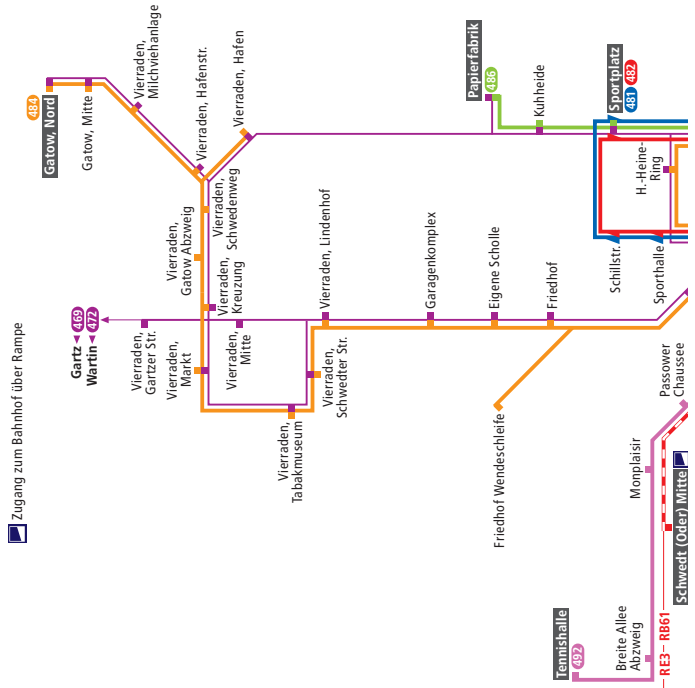 484
Gatow, Nord
Gatow, Mitte
Vierraden,
Milchviehanlage
Vierraden, Hafenstr.
Vierraden, Hafen
Vierraden,
Schwedenweg
Vierraden,
Gatow Abzweig
Vierraden,
Kreuzung
Gartz 469
Wartin 472
Vierraden,
Gartzer Str.
Vierraden,
Markt
Vierraden,
Mitte
Vierraden,
Tabakmuseum
Vierraden,
Schwedter Str.
Vierraden, Lindenhof
Garagenkomplex
Eigene Scholle
Friedhof
Friedhof Wendeschleife
Papierfabrik
486
Kuhheide
Sportplatz
481 482
H.-Heine-
Ring
Schillstr.
Sporthalle
Passower
Chaussee
Monplaisir
Schwedt (Oder) Mitte
Tennishalle
492
Breite Allee
Abzweig
RE3 RB61
Zugang zum Bahnhof über Rampe